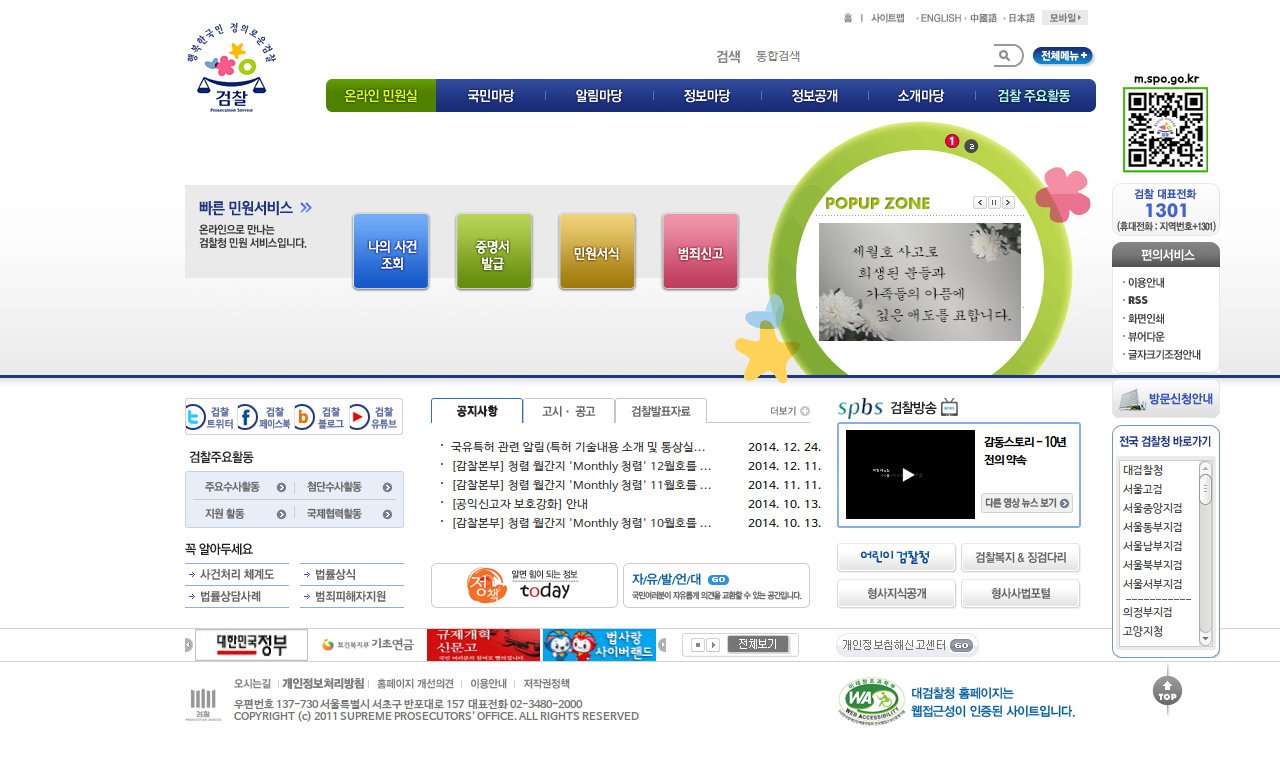 홈 사이트맵 ENGLISH 中國語 日本語 모바일
행복한국민 정의로운검찰
검찰
Prosecution Service
검색 통합검색
전체메뉴
온라인 민원실 국민마당 알림마당 정보마당 정보공개 소개마당 검찰 주요활동
m.spo.go.kr
검찰 대표전화
1301
(휴대전화 : 지역번호+1301)
편의서비스
이용안내
RSS
화면인쇄
뷰어다운
글자크기조정안내
방문신청안내
빠른 민원서비스
온라인으로 만나는
검찰청 민원 서비스입니다.
나의 사건
조회
증명서
발급
민원서식
범죄신고
1 2
POPUP ZONE
세월호 사고로
희생된 분들과
가족들의 아픔에
깊은 애도를 표합니다.
검찰
트위터
검찰
페이스북
검찰
블로그
검찰
유튜브
검찰주요활동
주요수사활동 첨단수사활동
지원 활동 국제협력활동
꼭 알아두세요
사건처리 체계도 법률상식
법률상담사례 범죄피해자지원
공지사항 고시 · 공고 검찰발표자료 더보기
국유특허 관련 알림(특허 기술내용 소개 및 통상실... 2014. 12. 24.
[감찰본부] 청렴 월간지 'Monthly 청렴' 12월호를 ... 2014. 12. 11.
[감찰본부] 청렴 월간지 'Monthly 청렴' 11월호를 ... 2014. 11. 11.
[공익신고자 보호강화] 안내 2014. 10. 13.
[감찰본부] 청렴 월간지 'Monthly 청렴' 10월호를 ... 2014. 10. 13.
정책
알면 힘이 되는 정보
today
자/유/발/언/대 GO
국민여러분이 자유롭게 의견을 교환할 수 있는 공간입니다.
spbs 검찰방송
감동스토리 - 10년
전의 약속
다른 영상 뉴스 보기
어린이 검찰청 검찰복지 & 징검다리
형사지식공개 형사사법포털
전국 검찰청 바로가기
대검찰청
서울고검
서울중앙지검
서울동부지검
서울남부지검
서울북부지검
서울서부지검
-----------
의정부지검
고양지청
대한민국정부
보건복지부 기초연금
규제개혁
신문고
법사랑
사이버랜드
전체보기
개인정보침해신고센터 GO
오시는길 개인정보처리방침 홈페이지 개선의견 이용안내 저작권정책
검찰
우편번호 137-730 서울특별시 서초구 반포대로 157 대표전화 02-3480-2000
COPYRIGHT (c) 2011 SUPREME PROSECUTORS' OFFICE. ALL RIGHTS RESERVED
WA
WEB ACCESSIBILITY
대검찰청 홈페이지는
웹접근성이 인증된 사이트입니다.
TOP